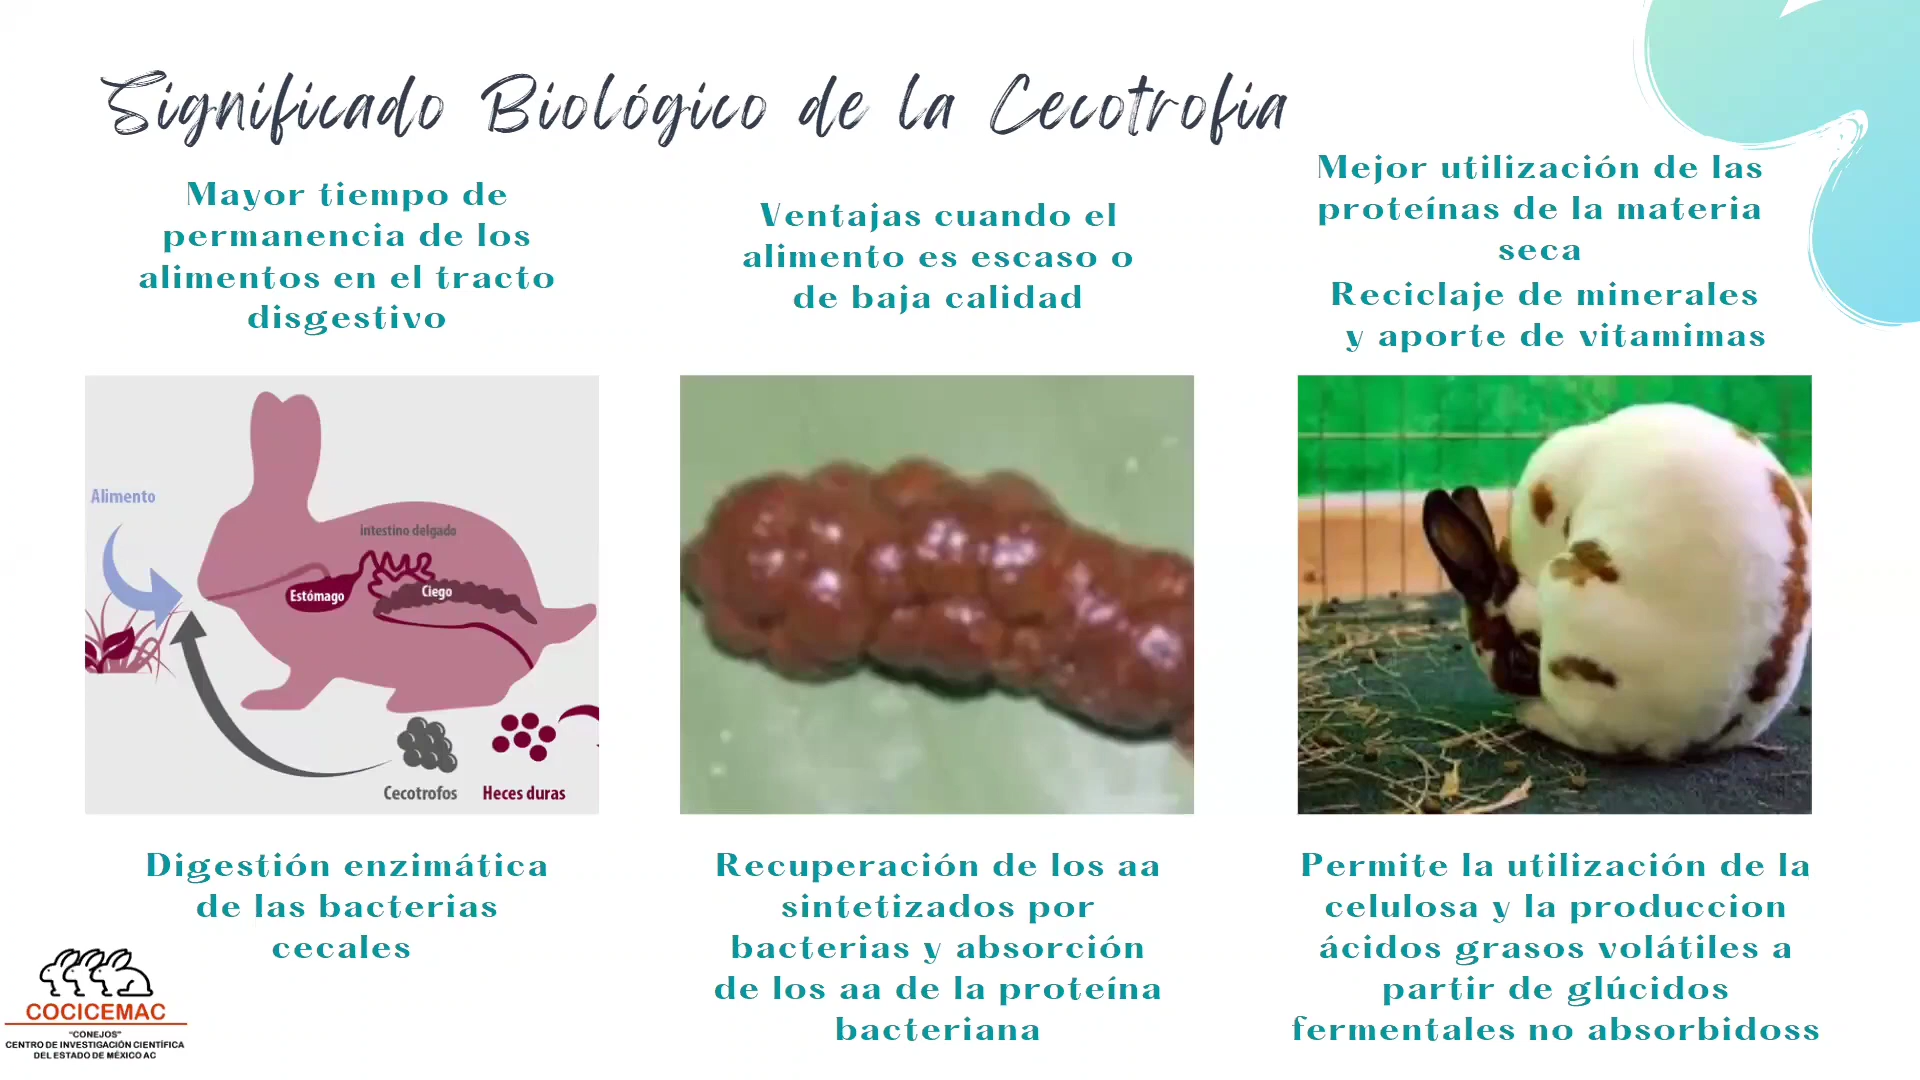 Significado Biológico de la Cecotrofia
Mayor tiempo de
permanencia de los
alimentos en el tracto
disgestivo
Ventajas cuando el
alimento es escaso o
de baja calidad
Mejor utilización de las
proteínas de la materia
seca
Reciclaje de minerales
y aporte de vitamimas
Alimento
intestino delgado
Estómago
Ciego
Cecotrofos
Heces duras
Digestión enzimática
de las bacterias
cecales
Recuperación de los aa
sintetizados por
bacterias y absorción
de los aa de la proteína
bacteriana
Permite la utilización de la
celulosa y la produccion
ácidos grasos volátiles a
partir de glúcidos
fermentales no absorbidoss
COCICEMAC
"CONEJOS"
CENTRO DE INVESTIGACIÓN CIENTÍFICA
DEL ESTADO DE MÉXICO AC